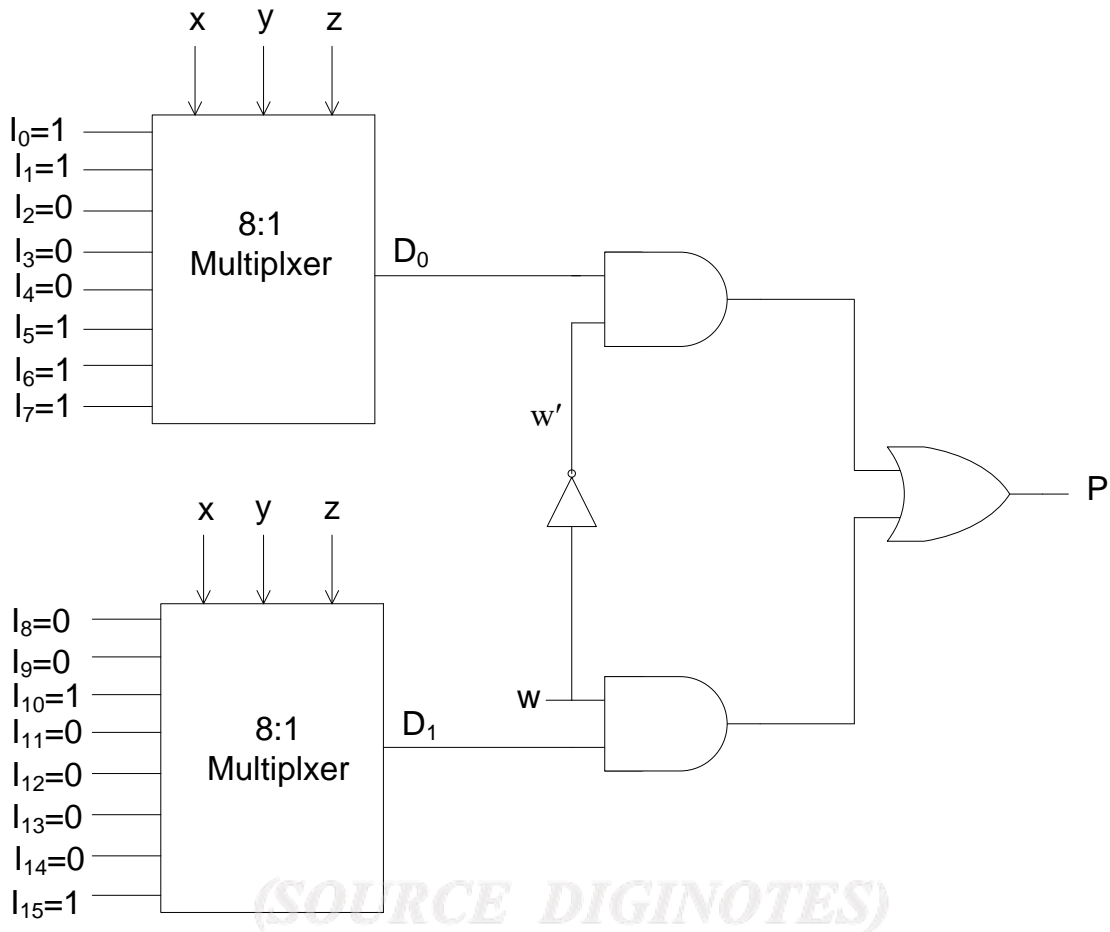 x y z
I₀=1
I₁=1
I₂=0
I₃=0
I₄=0
I₅=1
I₆=1
I₇=1
8:1
Multiplxer
D₀
w′
x y z
I₈=0
I₉=0
I₁₀=1
I₁₁=0
I₁₂=0
I₁₃=0
I₁₄=0
I₁₅=1
8:1
Multiplxer
D₁
w
P
(SOURCE DIGINOTES)